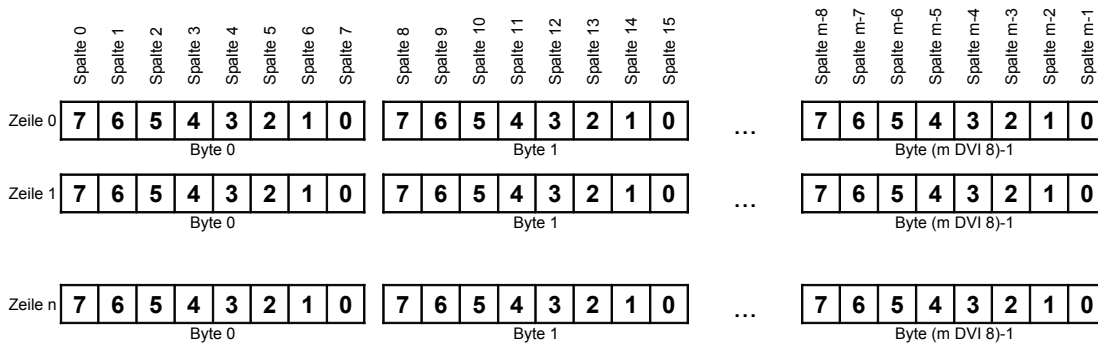 Spalte 0 Spalte 1 Spalte 2 Spalte 3 Spalte 4 Spalte 5 Spalte 6 Spalte 7 Spalte 8 Spalte 9 Spalte 10 Spalte 11 Spalte 12 Spalte 13 Spalte 14 Spalte 15 Spalte m-8 Spalte m-7 Spalte m-6 Spalte m-5 Spalte m-4 Spalte m-3 Spalte m-2 Spalte m-1
Zeile 0 7 6 5 4 3 2 1 0 7 6 5 4 3 2 1 0 ... 7 6 5 4 3 2 1 0
Byte 0 Byte 1 Byte (m DVI 8)-1
Zeile 1 7 6 5 4 3 2 1 0 7 6 5 4 3 2 1 0 ... 7 6 5 4 3 2 1 0
Byte 0 Byte 1 Byte (m DVI 8)-1
Zeile n 7 6 5 4 3 2 1 0 7 6 5 4 3 2 1 0 ... 7 6 5 4 3 2 1 0
Byte 0 Byte 1 Byte (m DVI 8)-1